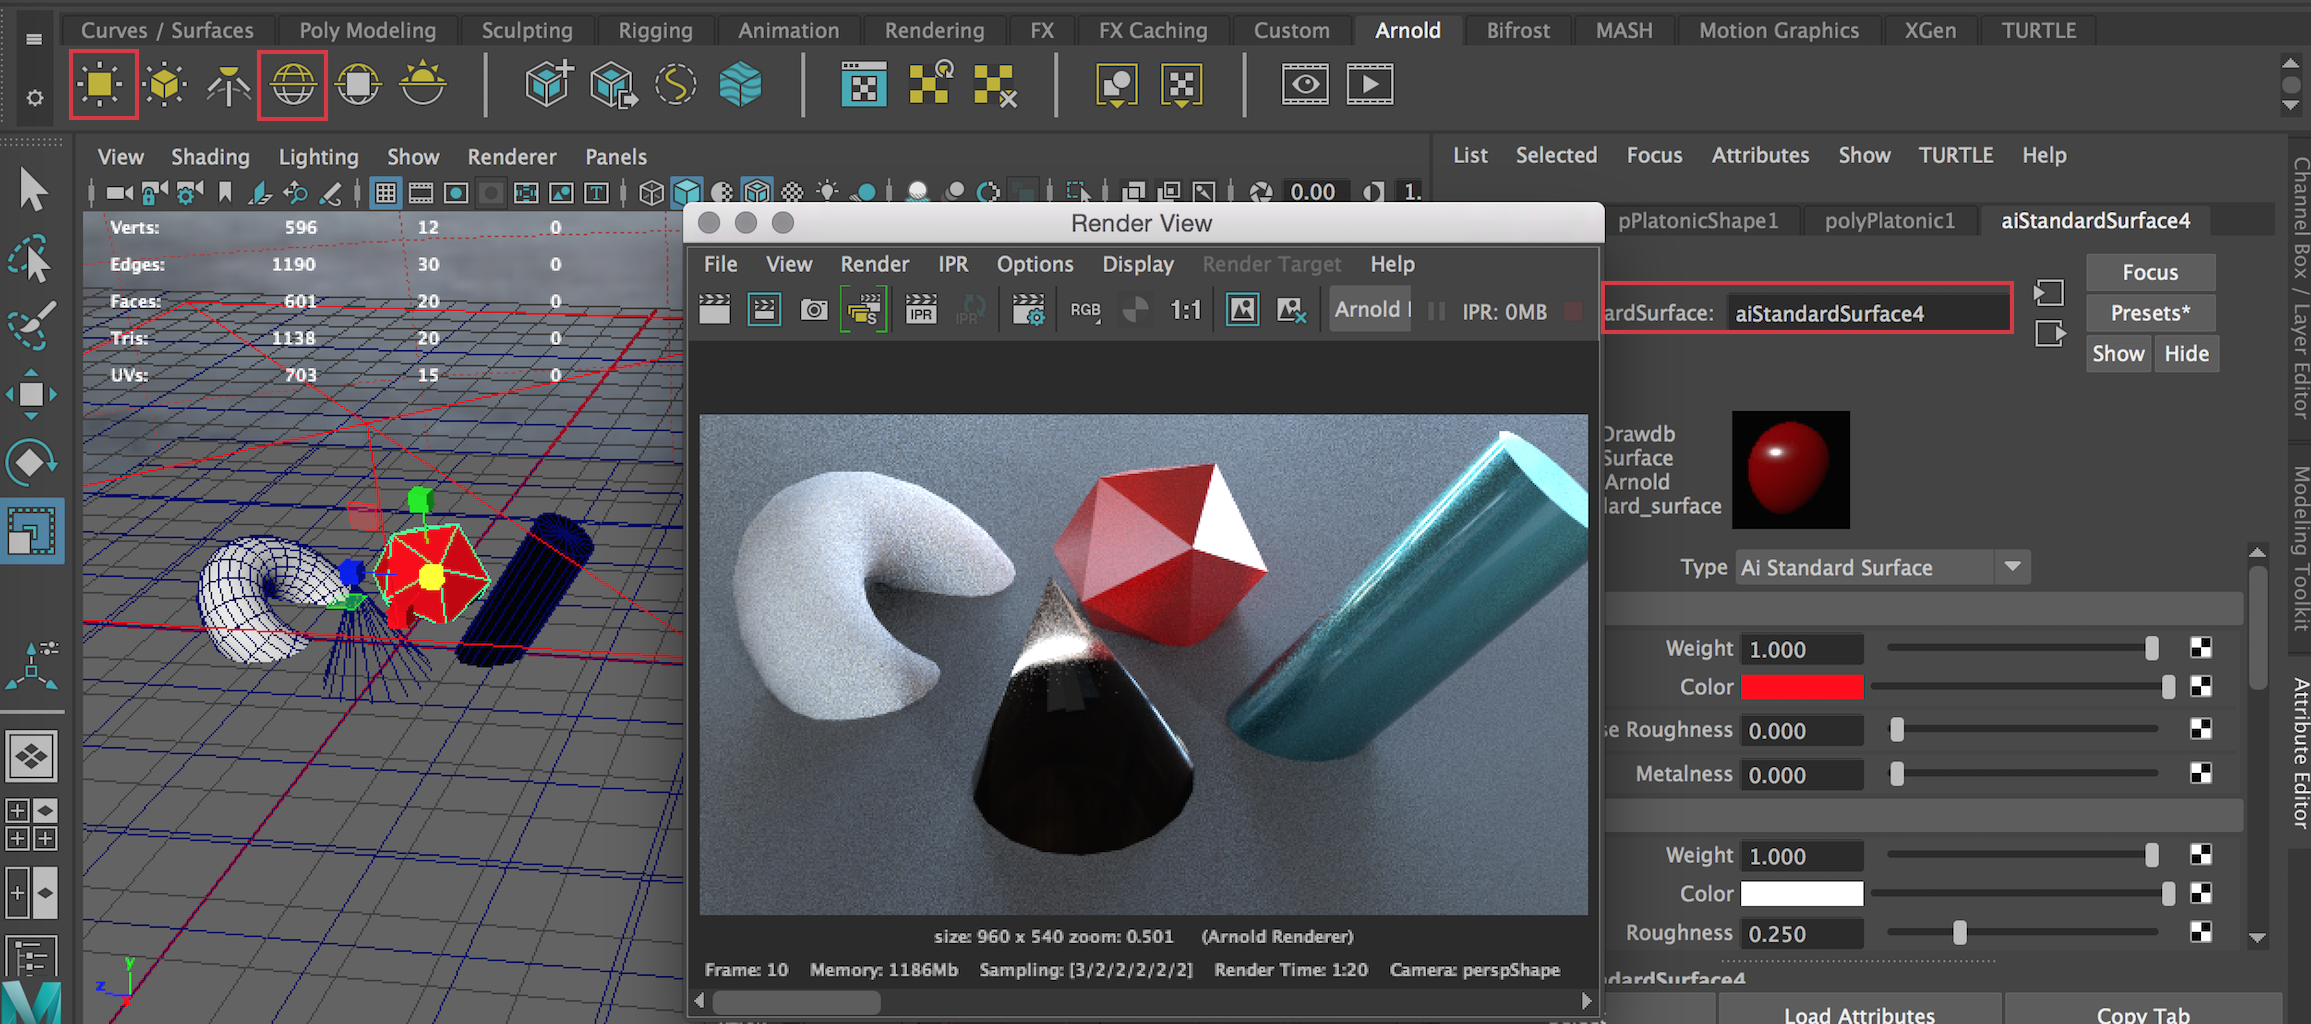 Curves / Surfaces Poly Modeling Sculpting Rigging Animation Rendering FX FX Caching Custom Arnold Bifrost MASH Motion Graphics XGen TURTLE
View Shading Lighting Show Renderer Panels
0.00 1.
Verts: 596 12 0
Edges: 1190 30 0
Faces: 601 20 0
Tris: 1138 20 0
UVs: 703 15 0
y
z
x
Render View
File View Render IPR Options Display Render Target Help
S IPR IPR RGB 1:1 Arnold IPR: 0MB
size: 960 x 540 zoom: 0.501 (Arnold Renderer)
Frame: 10 Memory: 1186Mb Sampling: [3/2/2/2/2/2] Render Time: 1:20 Camera: perspShape
List Selected Focus Attributes Show TURTLE Help
pPlatonicShape1 polyPlatonic1 aiStandardSurface4
ardSurface: aiStandardSurface4
Focus
Presets*
Show Hide
Drawdb
Surface
Arnold
lard_surface
Type Ai Standard Surface
Weight 1.000
Color
se Roughness 0.000
Metalness 0.000
Weight 1.000
Color
Roughness 0.250
dardSurface4
Load Attributes Copy Tab
Channel Box / Layer Editor
Modeling Toolkit
Attribute Editor